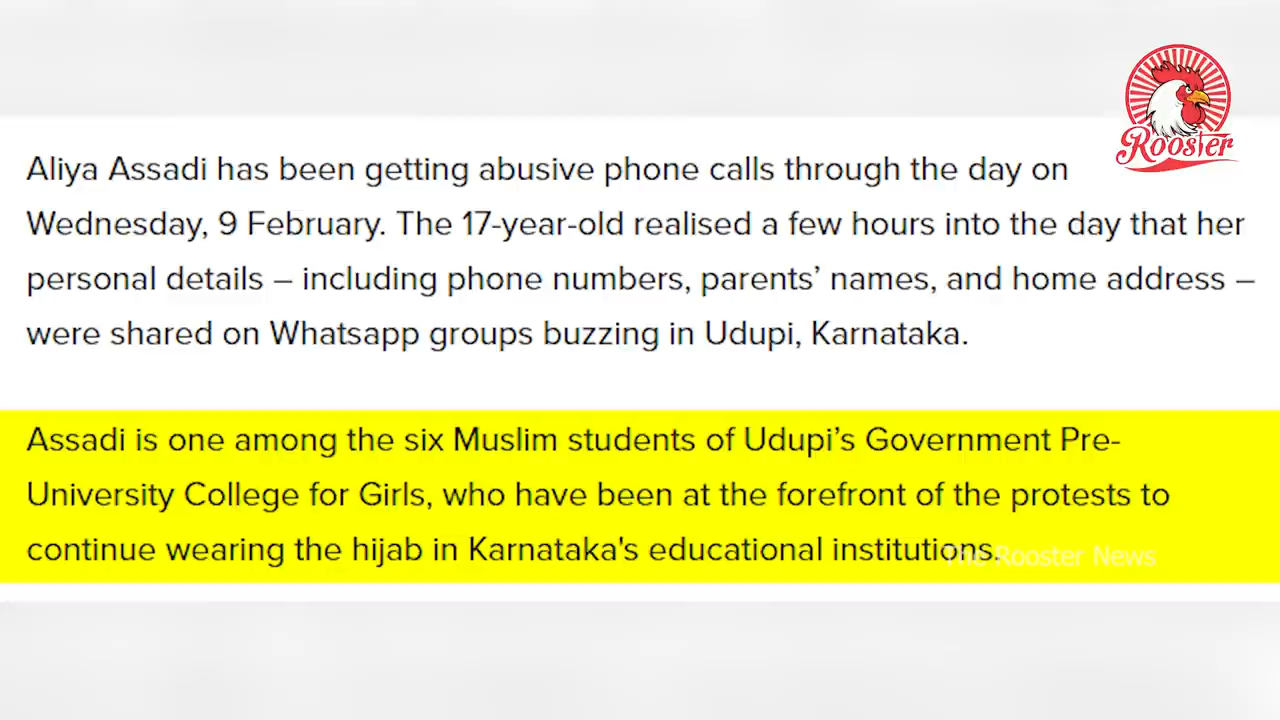 Rooster
Aliya Assadi has been getting abusive phone calls through the day on
Wednesday, 9 February. The 17-year-old realised a few hours into the day that her
personal details – including phone numbers, parents’ names, and home address –
were shared on Whatsapp groups buzzing in Udupi, Karnataka.
Assadi is one among the six Muslim students of Udupi’s Government Pre-
University College for Girls, who have been at the forefront of the protests to
continue wearing the hijab in Karnataka's educational institutions.
The Rooster News